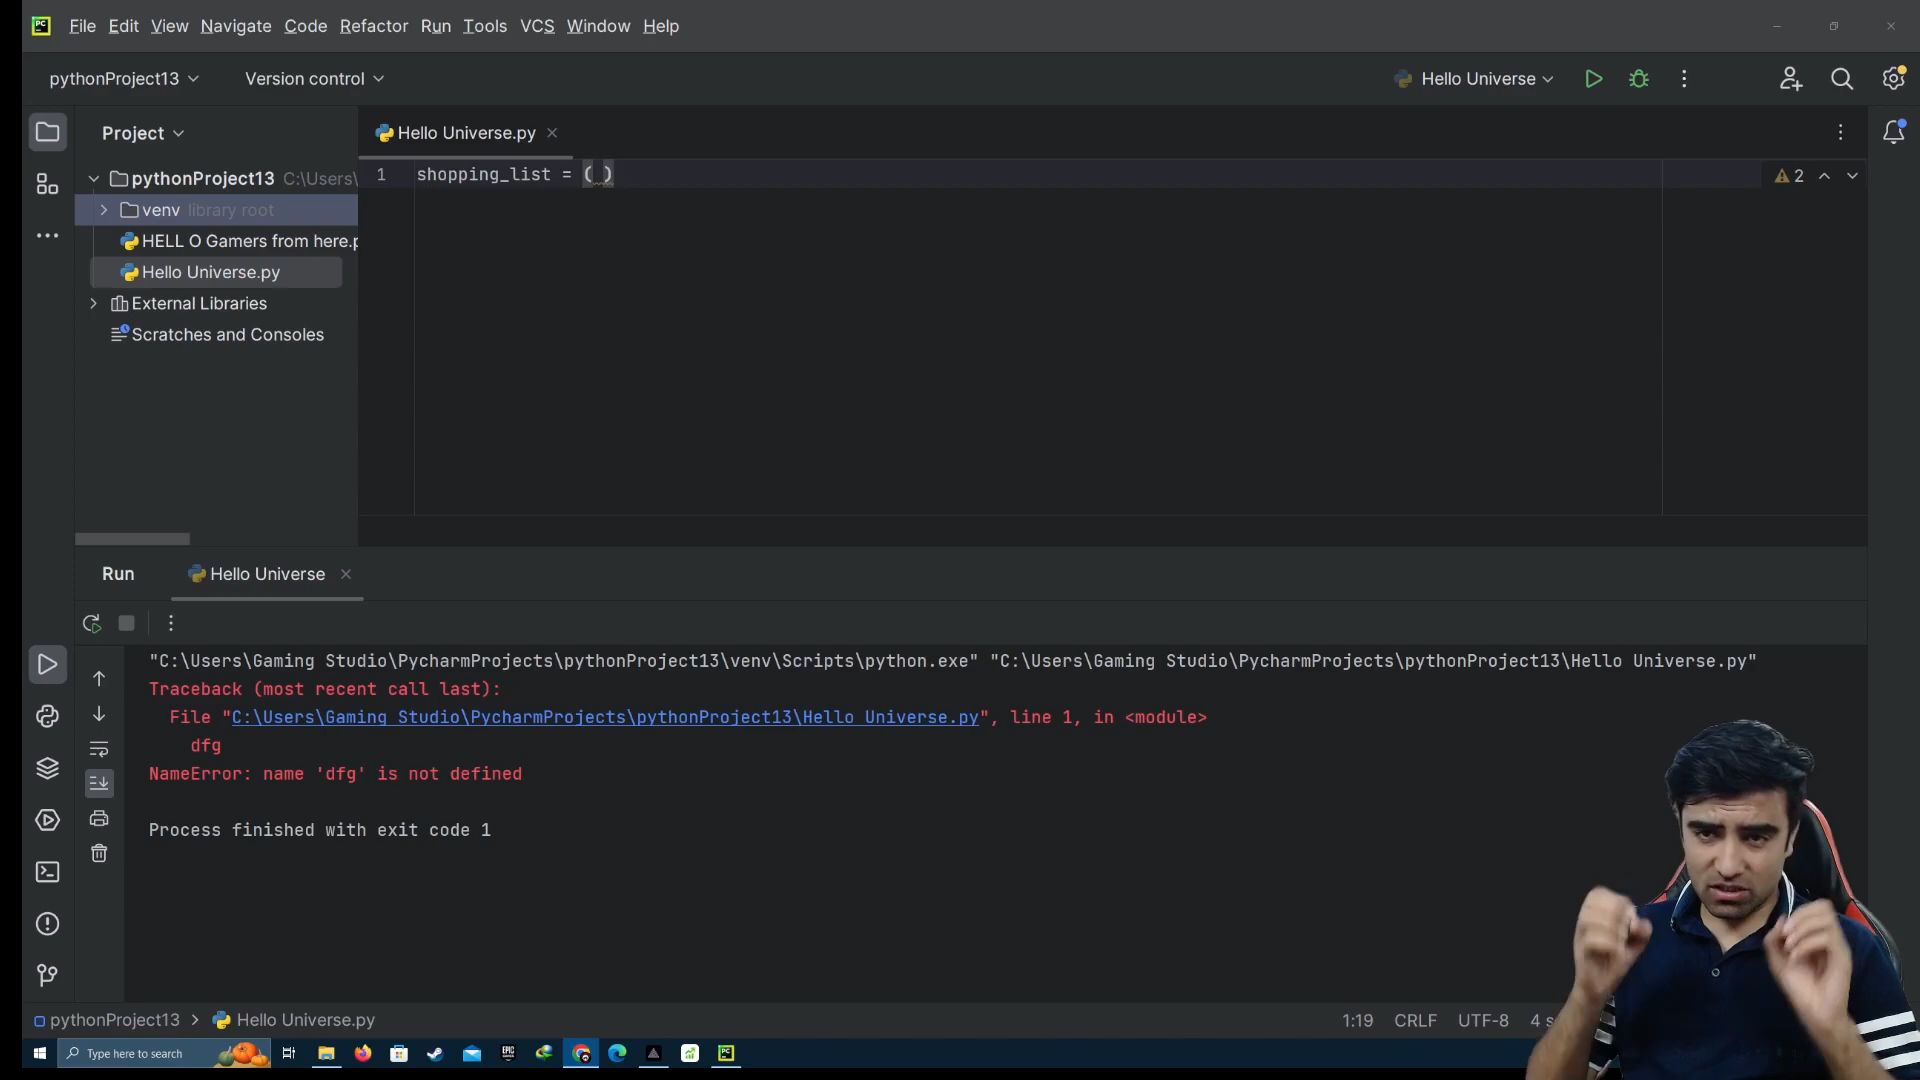 File Edit View Navigate Code Refactor Run Tools VCS Window Help
pythonProject13 Version control Hello Universe
Project
Hello Universe.py
pythonProject13 C:\Users\
venv library root
HELL O Gamers from here.p
Hello Universe.py
External Libraries
Scratches and Consoles
1 shopping_list = ( )
2
Run Hello Universe
"C:\Users\Gaming Studio\PycharmProjects\pythonProject13\venv\Scripts\python.exe" "C:\Users\Gaming Studio\PycharmProjects\pythonProject13\Hello Universe.py"
Traceback (most recent call last):
File "C:\Users\Gaming Studio\PycharmProjects\pythonProject13\Hello Universe.py", line 1, in <module>
dfg
NameError: name 'dfg' is not defined
Process finished with exit code 1
pythonProject13 > Hello Universe.py
1:19 CRLF UTF-8 4
Type here to search